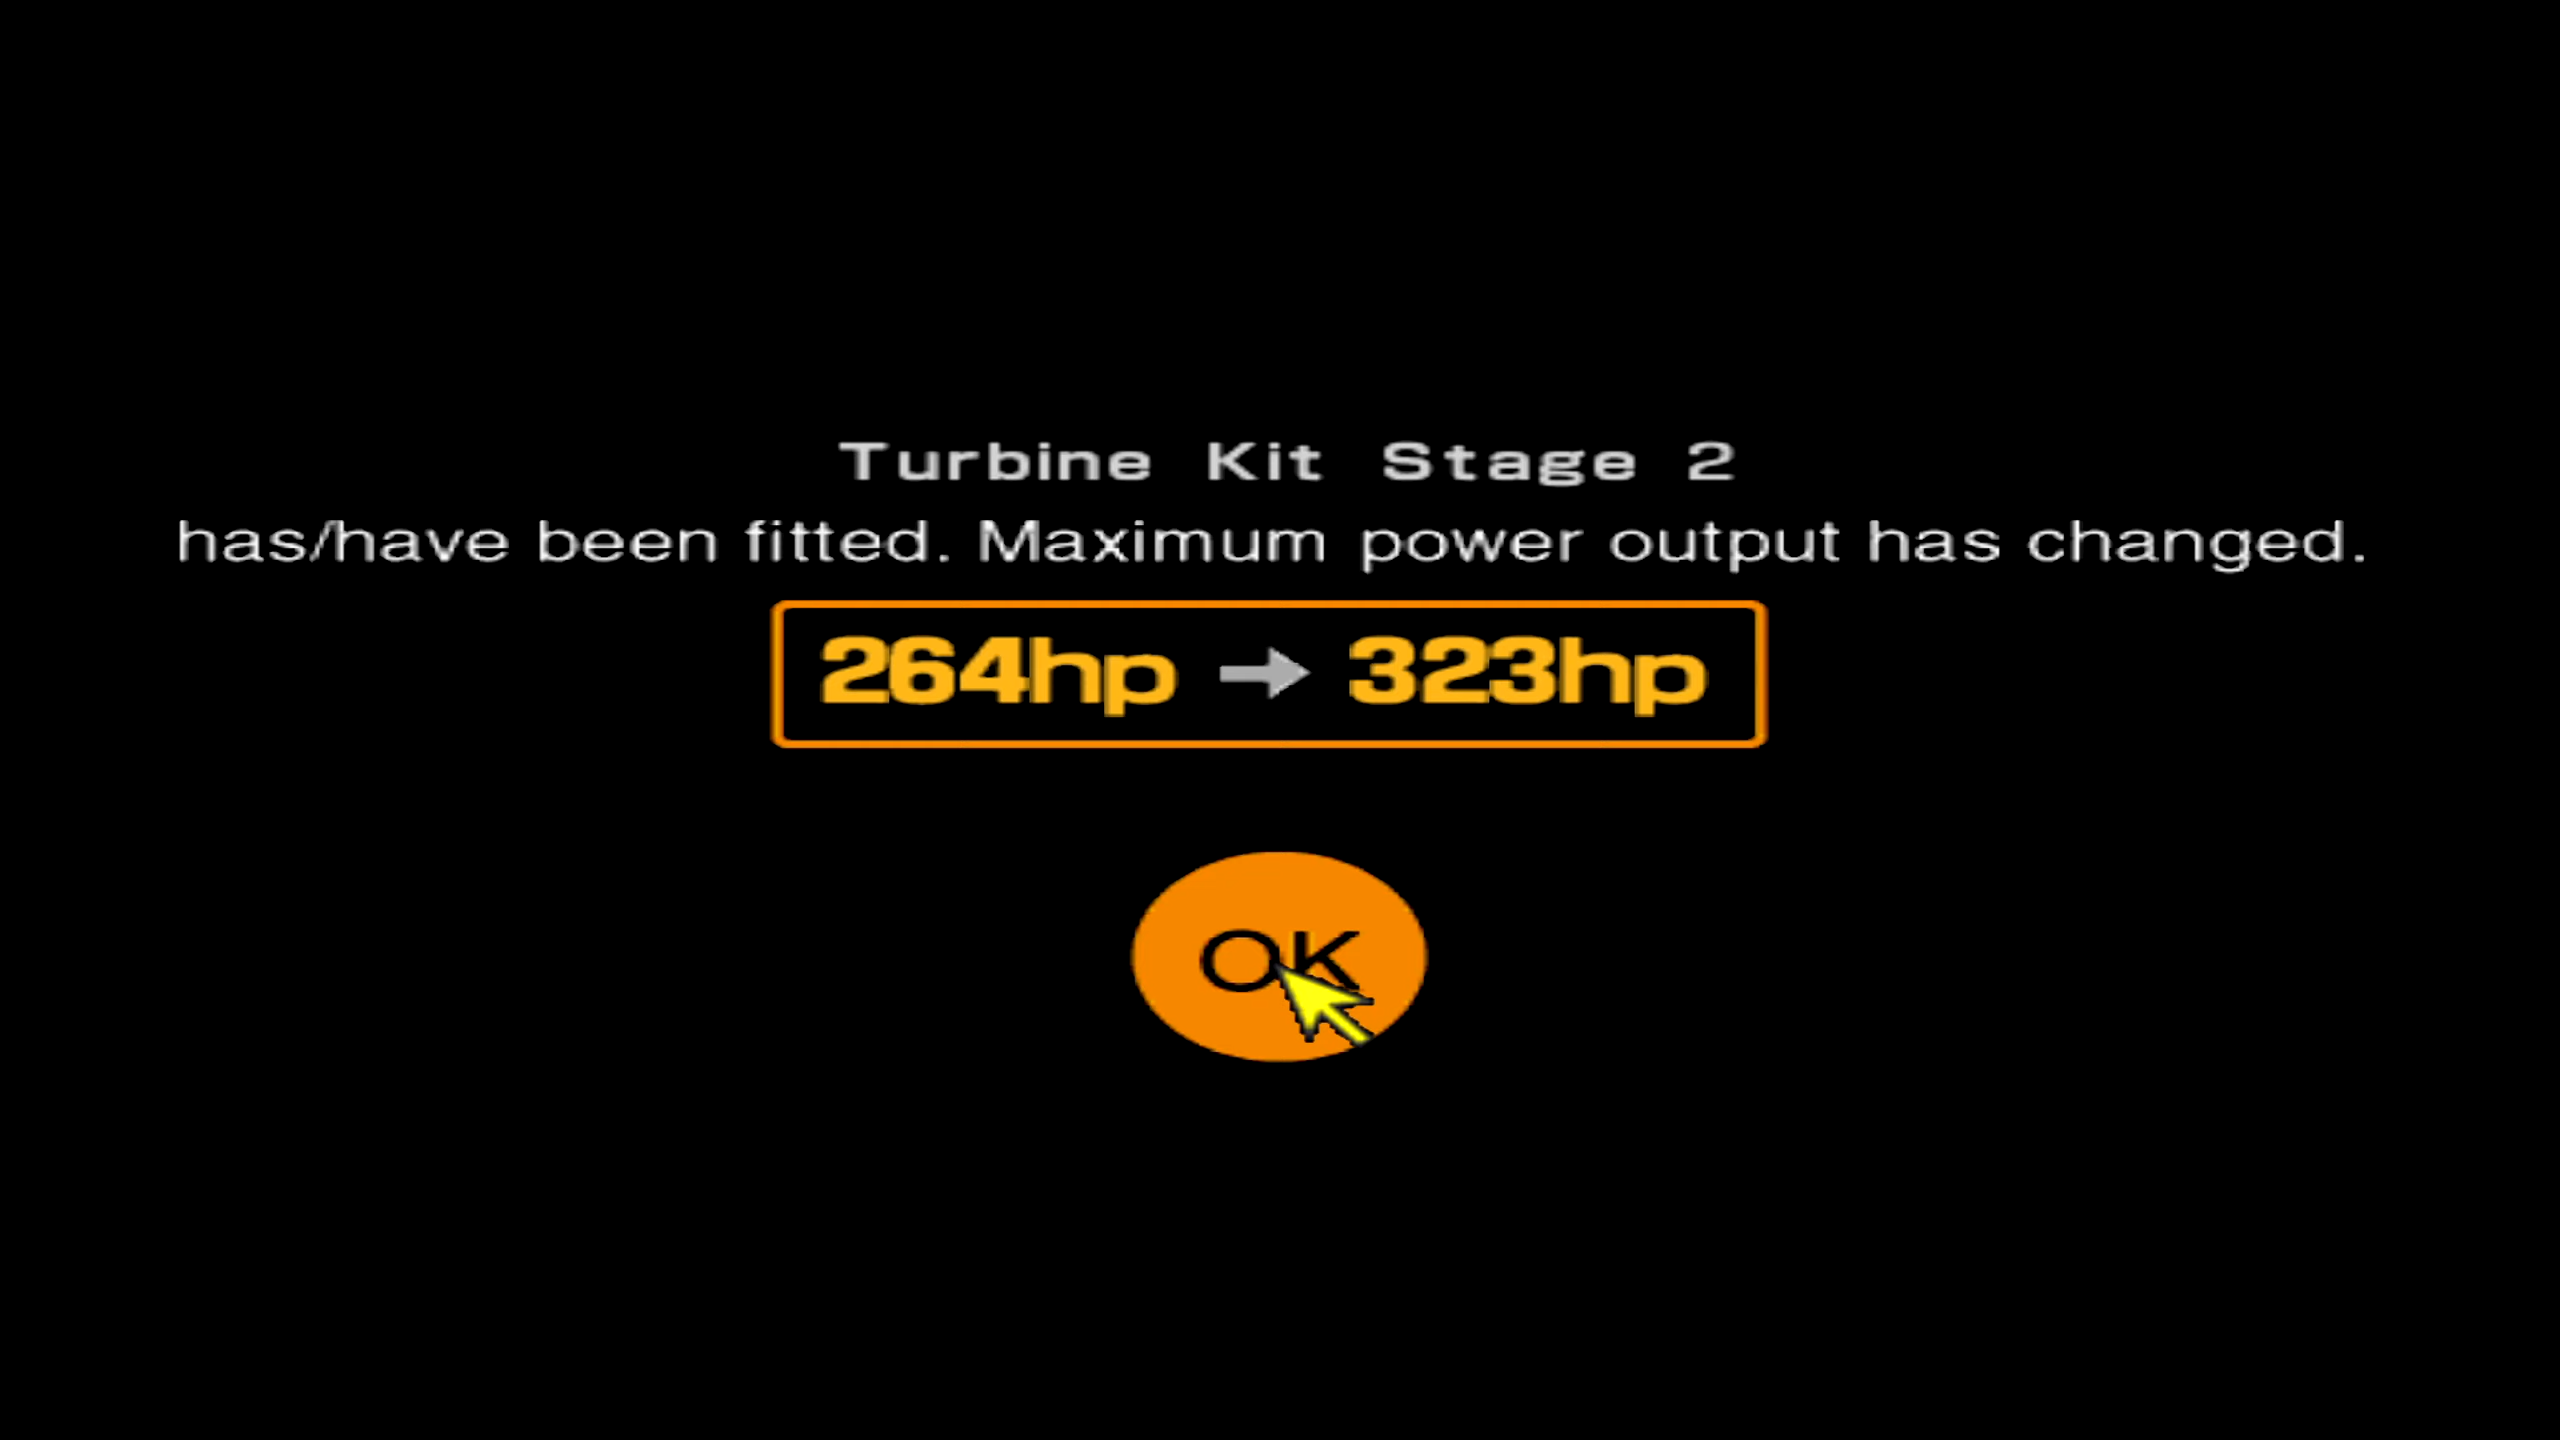 Turbine Kit Stage 2
has/have been fitted. Maximum power output has changed.
264hp → 323hp
OK